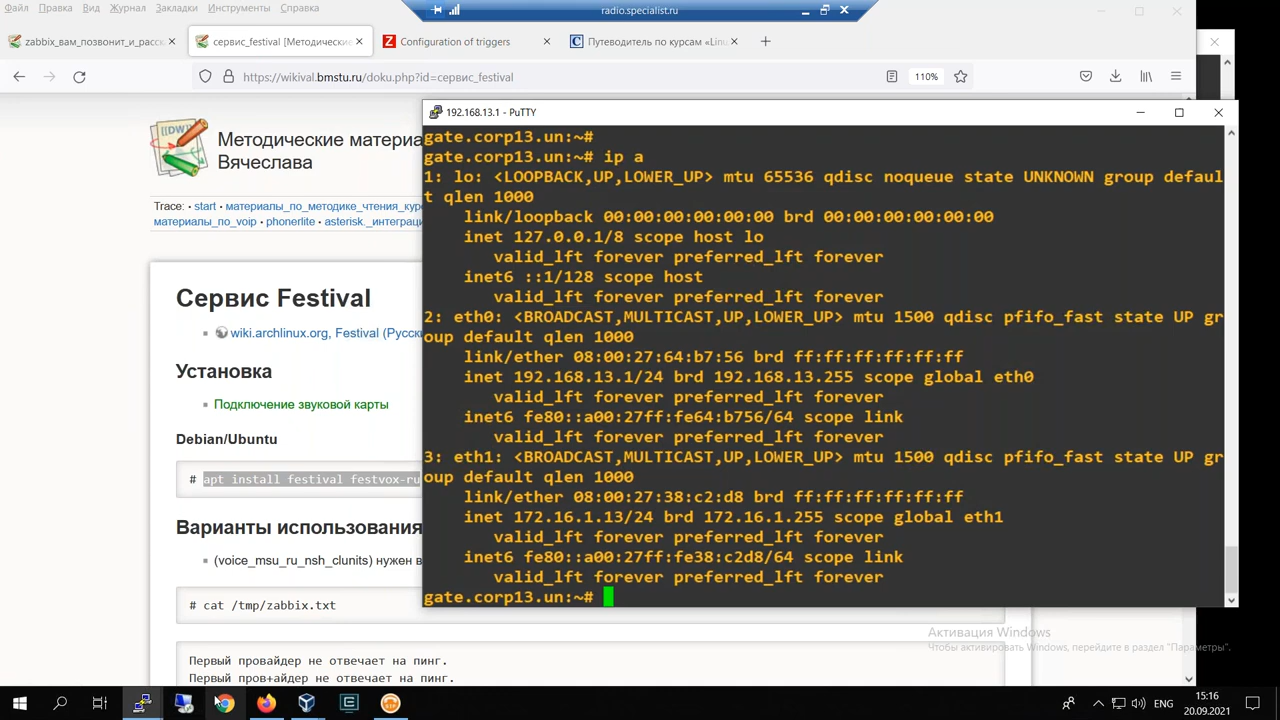 Файл Правка Вид Журнал Закладки Инструменты Справка
radio.specialist.ru
zabbix_вам_позвонит_и_расск
сервис_festival [Методические
Configuration of triggers
Путеводитель по курсам «Linu
https://wikival.bmstu.ru/doku.php?id=сервис_festival
110%
Методические материа
Вячеслава
Trace: · start · материалы_по_методике_чтения_кур
материалы_по_voip · phonerlite · asterisk._интеграци
Сервис Festival
wiki.archlinux.org, Festival (Русски
Установка
Подключение звуковой карты
Debian/Ubuntu
# apt install festival festvox-ru
Варианты использования
(voice_msu_ru_nsh_clunits) нужен в
# cat /tmp/zabbix.txt
Первый провайдер не отвечает на пинг.
Первый пров+айдер не отвечает на пинг.
192.168.13.1 - PuTTY
gate.corp13.un:~#
gate.corp13.un:~# ip a
1: lo: <LOOPBACK,UP,LOWER_UP> mtu 65536 qdisc noqueue state UNKNOWN group defaul
t qlen 1000
link/loopback 00:00:00:00:00:00 brd 00:00:00:00:00:00
inet 127.0.0.1/8 scope host lo
valid_lft forever preferred_lft forever
inet6 ::1/128 scope host
valid_lft forever preferred_lft forever
2: eth0: <BROADCAST,MULTICAST,UP,LOWER_UP> mtu 1500 qdisc pfifo_fast state UP gr
oup default qlen 1000
link/ether 08:00:27:64:b7:56 brd ff:ff:ff:ff:ff:ff
inet 192.168.13.1/24 brd 192.168.13.255 scope global eth0
valid_lft forever preferred_lft forever
inet6 fe80::a00:27ff:fe64:b756/64 scope link
valid_lft forever preferred_lft forever
3: eth1: <BROADCAST,MULTICAST,UP,LOWER_UP> mtu 1500 qdisc pfifo_fast state UP gr
oup default qlen 1000
link/ether 08:00:27:38:c2:d8 brd ff:ff:ff:ff:ff:ff
inet 172.16.1.13/24 brd 172.16.1.255 scope global eth1
valid_lft forever preferred_lft forever
inet6 fe80::a00:27ff:fe38:c2d8/64 scope link
valid_lft forever preferred_lft forever
gate.corp13.un:~#
Активация Windows
Чтобы активировать Windows, перейдите в раздел "Параметры".
ENG
15:16
20.09.2021